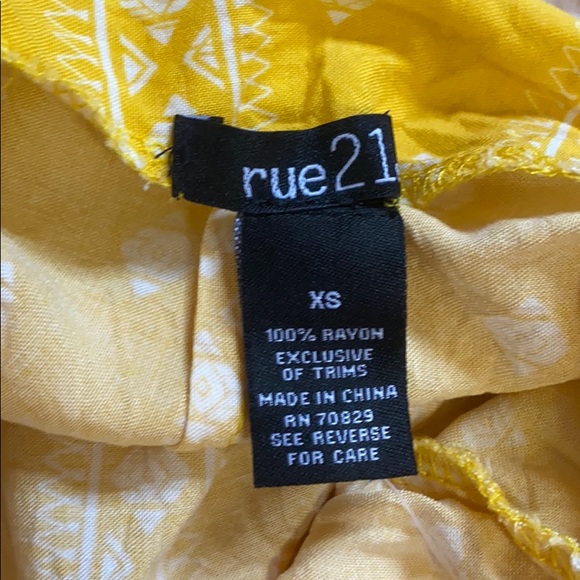 rue21
XS
100% RAYON
EXCLUSIVE
OF TRIMS
MADE IN CHINA
RN 70829
SEE REVERSE
FOR CARE